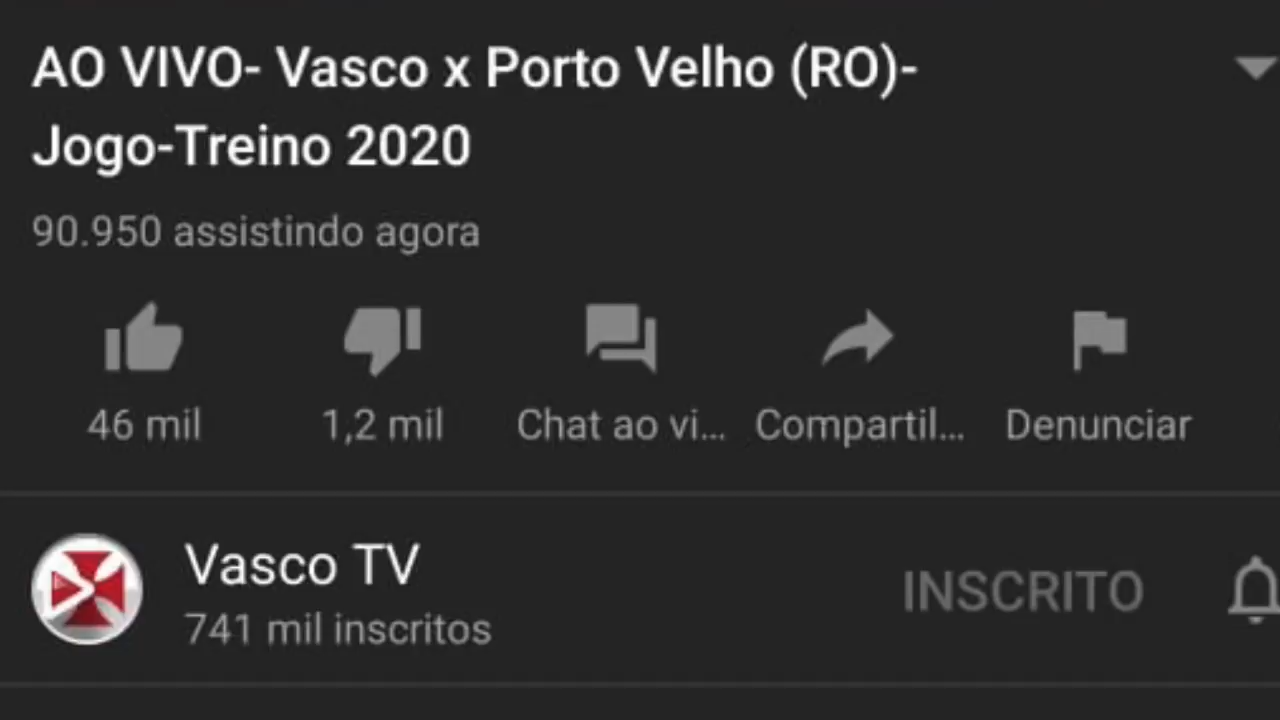 AO VIVO- Vasco x Porto Velho (RO)-
Jogo-Treino 2020
90.950 assistindo agora
46 mil
1,2 mil
Chat ao vi...
Compartil...
Denunciar
Vasco TV
INSCRITO
741 mil inscritos